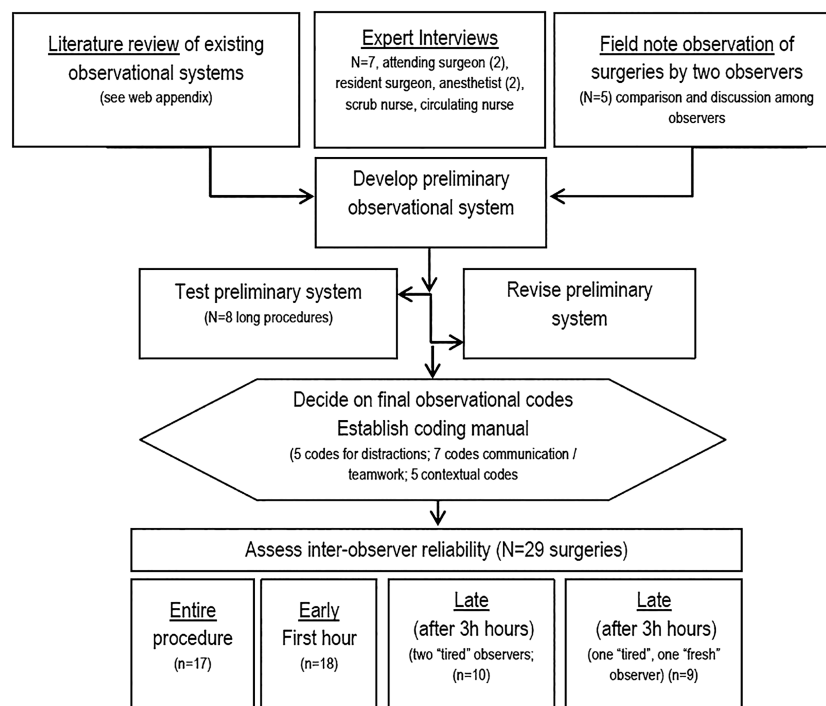 Literature review of existing
observational systems
(see web appendix)
Expert Interviews
N=7, attending surgeon (2),
resident surgeon, anesthetist (2),
scrub nurse, circulating nurse
Field note observation of
surgeries by two observers
(N=5) comparison and discussion among
observers
Develop preliminary
observational system
Test preliminary system
(N=8 long procedures)
Revise preliminary
system
Decide on final observational codes
Establish coding manual
(5 codes for distractions; 7 codes communication /
teamwork; 5 contextual codes
Assess inter-observer reliability (N=29 surgeries)
Entire
procedure
(n=17)
Early
First hour
(n=18)
Late
(after 3h hours)
(two “tired” observers;
(n=10)
Late
(after 3h hours)
(one “tired”, one “fresh”
observer) (n=9)